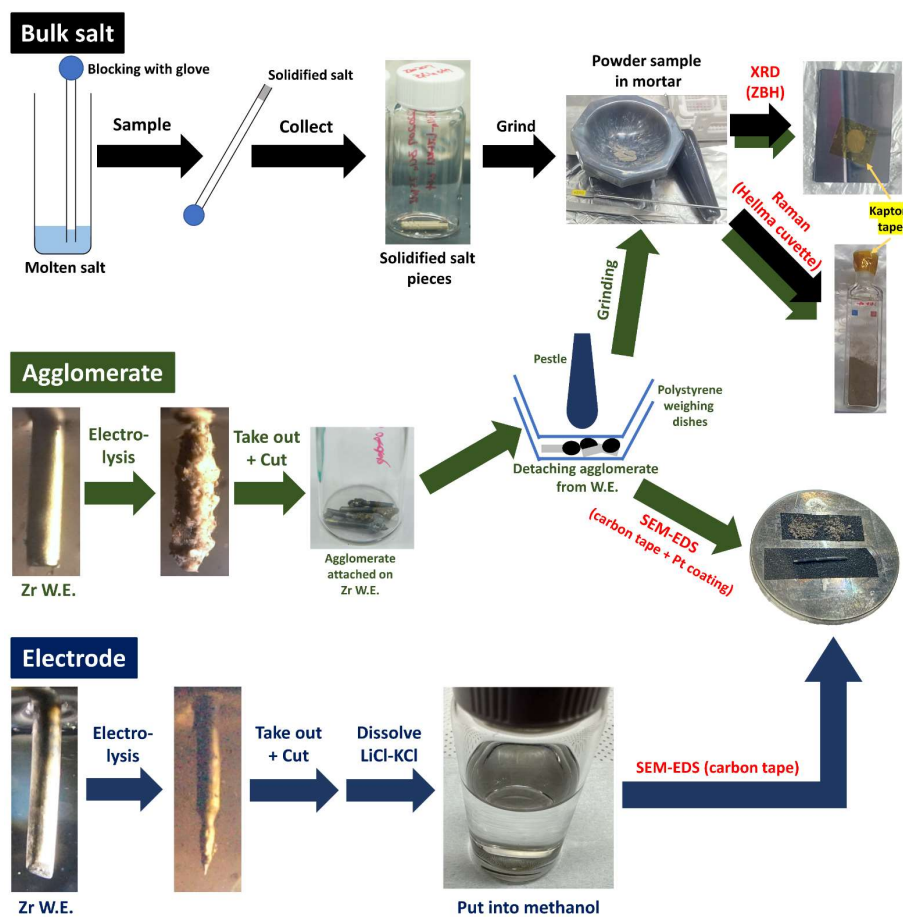 Bulk salt
Blocking with glove
Solidified salt
Sample
Collect
Grind
Powder sample
in mortar
XRD
(ZBH)
Kapton
tape
Raman
(Hellma cuvette)
Molten salt
Solidified salt
pieces
Grinding
Agglomerate
Pestle
Polystyrene
weighing
dishes
Electro-
lysis
Take out
+ Cut
Detaching agglomerate
from W.E.
Agglomerate
attached on
Zr W.E.
Zr W.E.
SEM-EDS
(carbon tape + Pt coating)
Electrode
Electro-
lysis
Take out
+ Cut
Dissolve
LiCl-KCl
SEM-EDS (carbon tape)
Zr W.E.
Put into methanol